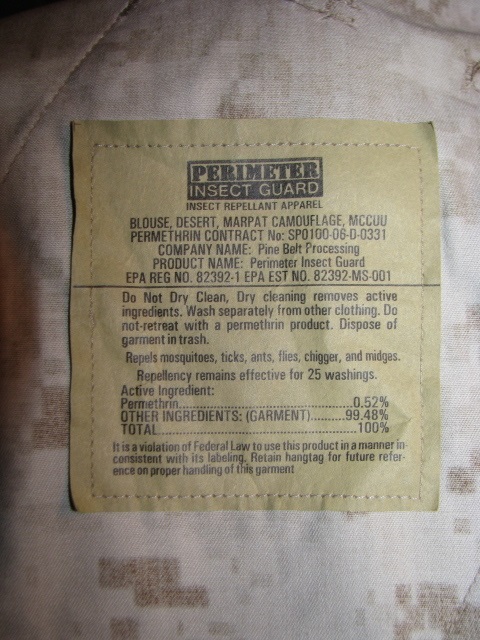 PERIMETER
INSECT GUARD
INSECT REPELLANT APPAREL
BLOUSE, DESERT, MARPAT CAMOUFLAGE, MCCUU
PERMETHRIN CONTRACT No: SP0100-06-D-0331
COMPANY NAME: Pine Belt Processing
PRODUCT NAME: Perimeter Insect Guard
EPA REG NO. 82392-1 EPA EST NO. 82392-MS-001
Do Not Dry Clean, Dry cleaning removes active
ingredients. Wash separately from other clothing. Do
not-retreat with a permethrin product. Dispose of
garment in trash.
Repels mosquitoes, ticks, ants, flies, chigger, and midges.
Repellency remains effective for 25 washings.
Active Ingredient:
Permethrin..............................................0.52%
OTHER INGREDIENTS: (GARMENT).......99.48%
TOTAL....................................................100%
It is a violation of Federal Law to use this product in a manner in-
consistent with its labeling. Retain hangtag for future refer-
ence on proper handling of this garment